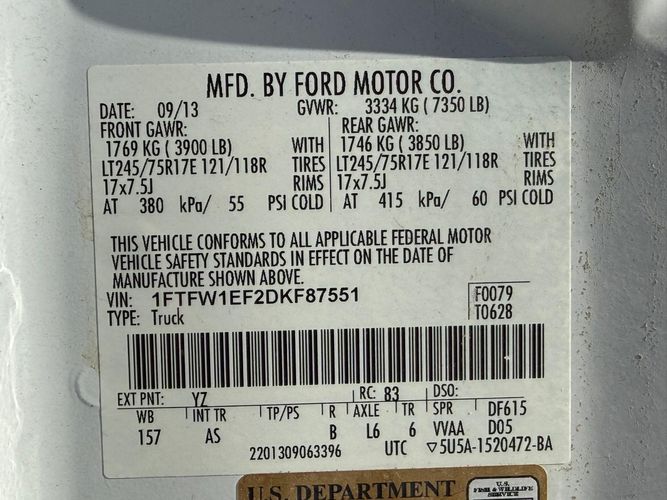 MFD. BY FORD MOTOR CO.
DATE: 09/13 GVWR: 3334 KG ( 7350 LB)
FRONT GAWR: REAR GAWR:
1769 KG ( 3900 LB) WITH 1746 KG ( 3850 LB) WITH
LT245/75R17E 121/118R TIRES LT245/75R17E 121/118R TIRES
17x7.5J RIMS 17x7.5J RIMS
AT 380 kPa/ 55 PSI COLD AT 415 kPa/ 60 PSI COLD
THIS VEHICLE CONFORMS TO ALL APPLICABLE FEDERAL MOTOR
VEHICLE SAFETY STANDARDS IN EFFECT ON THE DATE OF
MANUFACTURE SHOWN ABOVE.
VIN: 1FTFW1EF2DKF87551 F0079
TYPE: Truck T0628
EXT PNT: YZ RC: 83 DSO:
WB INT TR TP/PS R AXLE TR SPR DF615
157 AS B L6 6 VVAA D05
2201309063396 UTC ▽5U5A-1520472-BA
U.S. DEPARTMENT
U.S.
FISH & WILDLIFE
SERVICE